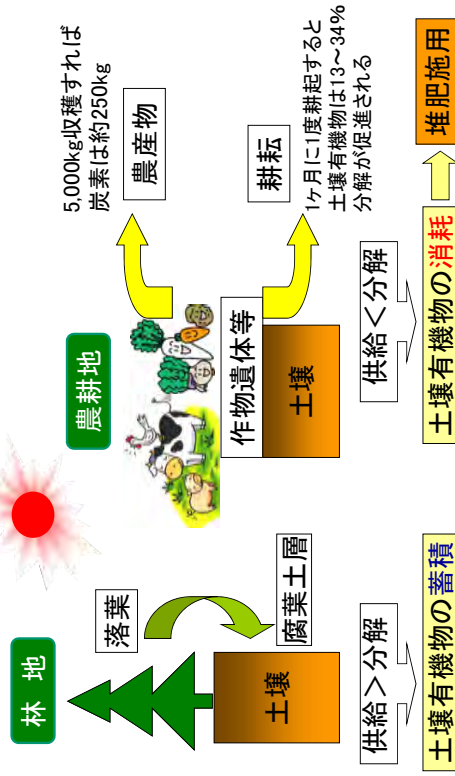 林 地
落葉
腐葉土層
土壌
供給＞分解
土壌有機物の蓄積
農耕地
5,000kg収穫すれば
炭素は約250kg
農産物
作物遺体等
土壌
耕耘
1ヶ月に1度耕起すると
土壌有機物は13～34%
分解が促進される
供給＜分解
土壌有機物の消耗
堆肥施用